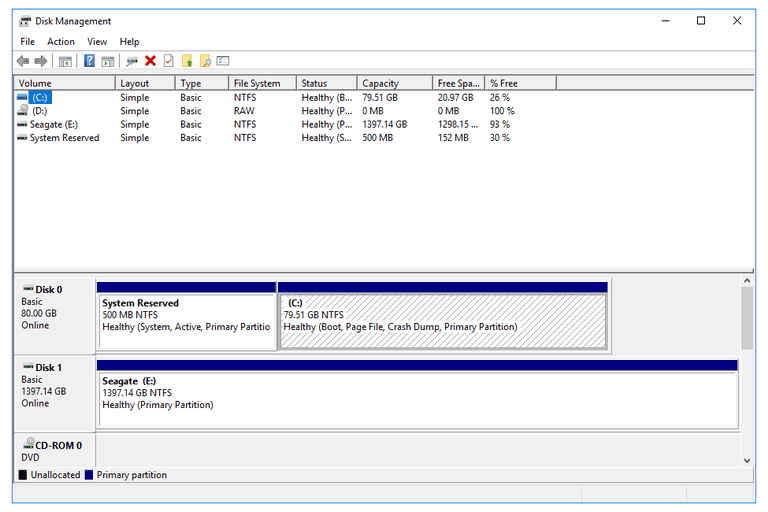 Disk Management
File Action View Help
Volume Layout Type File System Status Capacity Free Spa... % Free
(C:) Simple Basic NTFS Healthy (B... 79.51 GB 20.97 GB 26 %
(D:) Simple Basic RAW Healthy (P... 0 MB 0 MB 100 %
Seagate (E:) Simple Basic NTFS Healthy (P... 1397.14 GB 1298.15 ... 93 %
System Reserved Simple Basic NTFS Healthy (S... 500 MB 152 MB 30 %
Disk 0
Basic
80.00 GB
Online
System Reserved
500 MB NTFS
Healthy (System, Active, Primary Partitio
(C:)
79.51 GB NTFS
Healthy (Boot, Page File, Crash Dump, Primary Partition)
Disk 1
Basic
1397.14 GB
Online
Seagate (E:)
1397.14 GB NTFS
Healthy (Primary Partition)
CD-ROM 0
DVD
Unallocated Primary partition